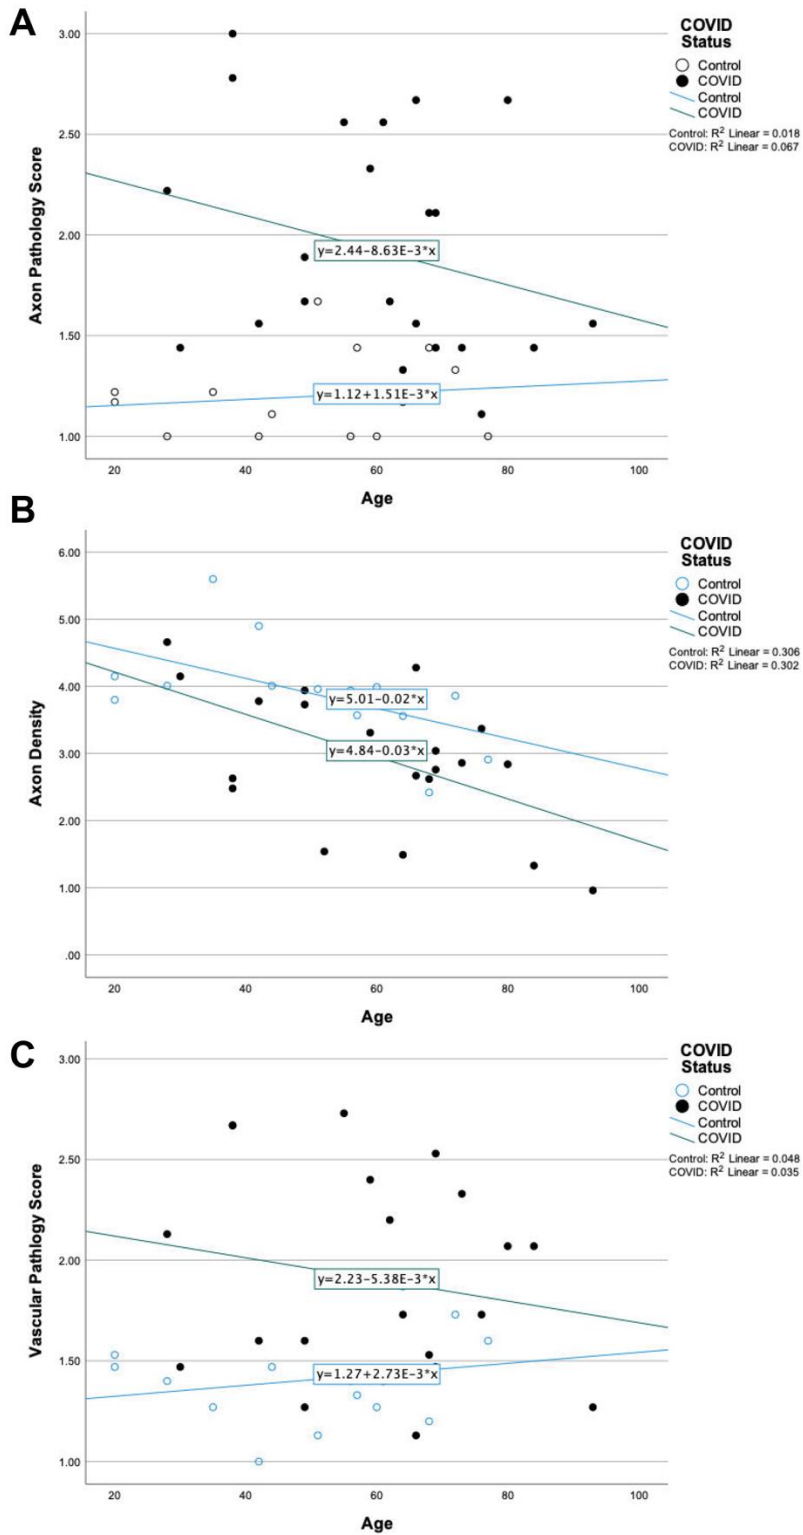 A
COVID
Status
Control
COVID
Control
COVID
Control: R² Linear = 0.018
COVID: R² Linear = 0.067
Axon Pathology Score
3.00
2.50
2.00
1.50
1.00
y=2.44-8.63E-3*x
y=1.12+1.51E-3*x
20 40 60 80 100
Age
B
COVID
Status
Control
COVID
Control
COVID
Control: R² Linear = 0.306
COVID: R² Linear = 0.302
Axon Density
6.00
5.00
4.00
3.00
2.00
1.00
.00
y=5.01-0.02*x
y=4.84-0.03*x
20 40 60 80 100
Age
C
COVID
Status
Control
COVID
Control
COVID
Control: R² Linear = 0.048
COVID: R² Linear = 0.035
Vascular Pathlogy Score
3.00
2.50
2.00
1.50
1.00
y=2.23-5.38E-3*x
y=1.27+2.73E-3*x
20 40 60 80 100
Age